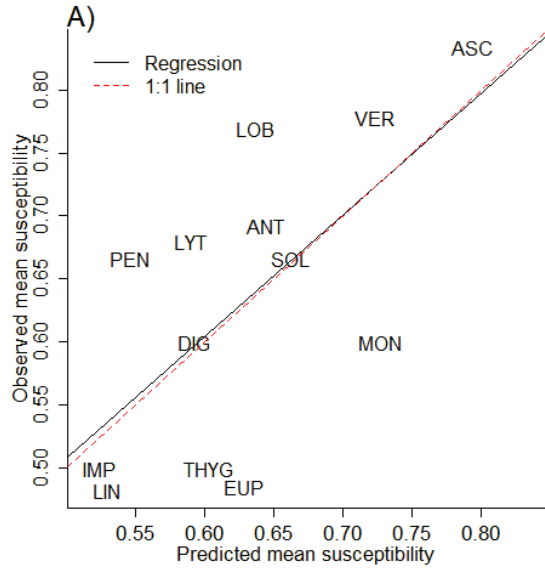 A)
Regression
1:1 line
ASC
VER
LOB
ANT
LYT
PEN
SOL
DIG
MON
IMP
THYG
LIN
EUP
Observed mean susceptibility
0.80
0.75
0.70
0.65
0.60
0.55
0.50
0.55 0.60 0.65 0.70 0.75 0.80
Predicted mean susceptibility